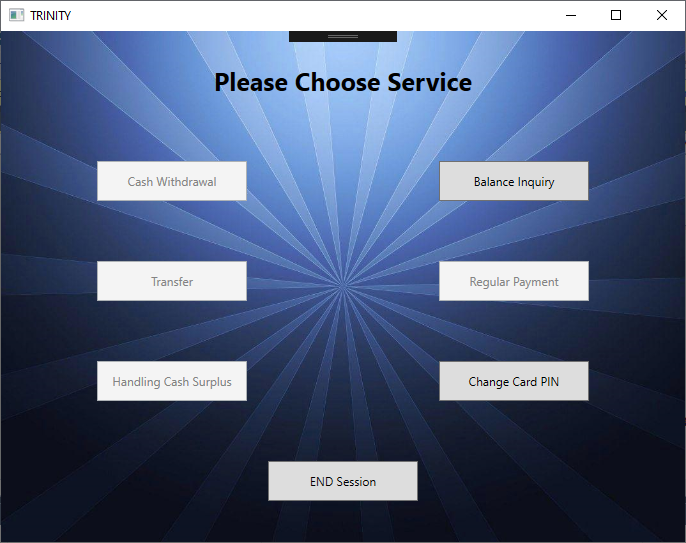 TRINITY
Please Choose Service
Cash Withdrawal
Balance Inquiry
Transfer
Regular Payment
Handling Cash Surplus
Change Card PIN
END Session